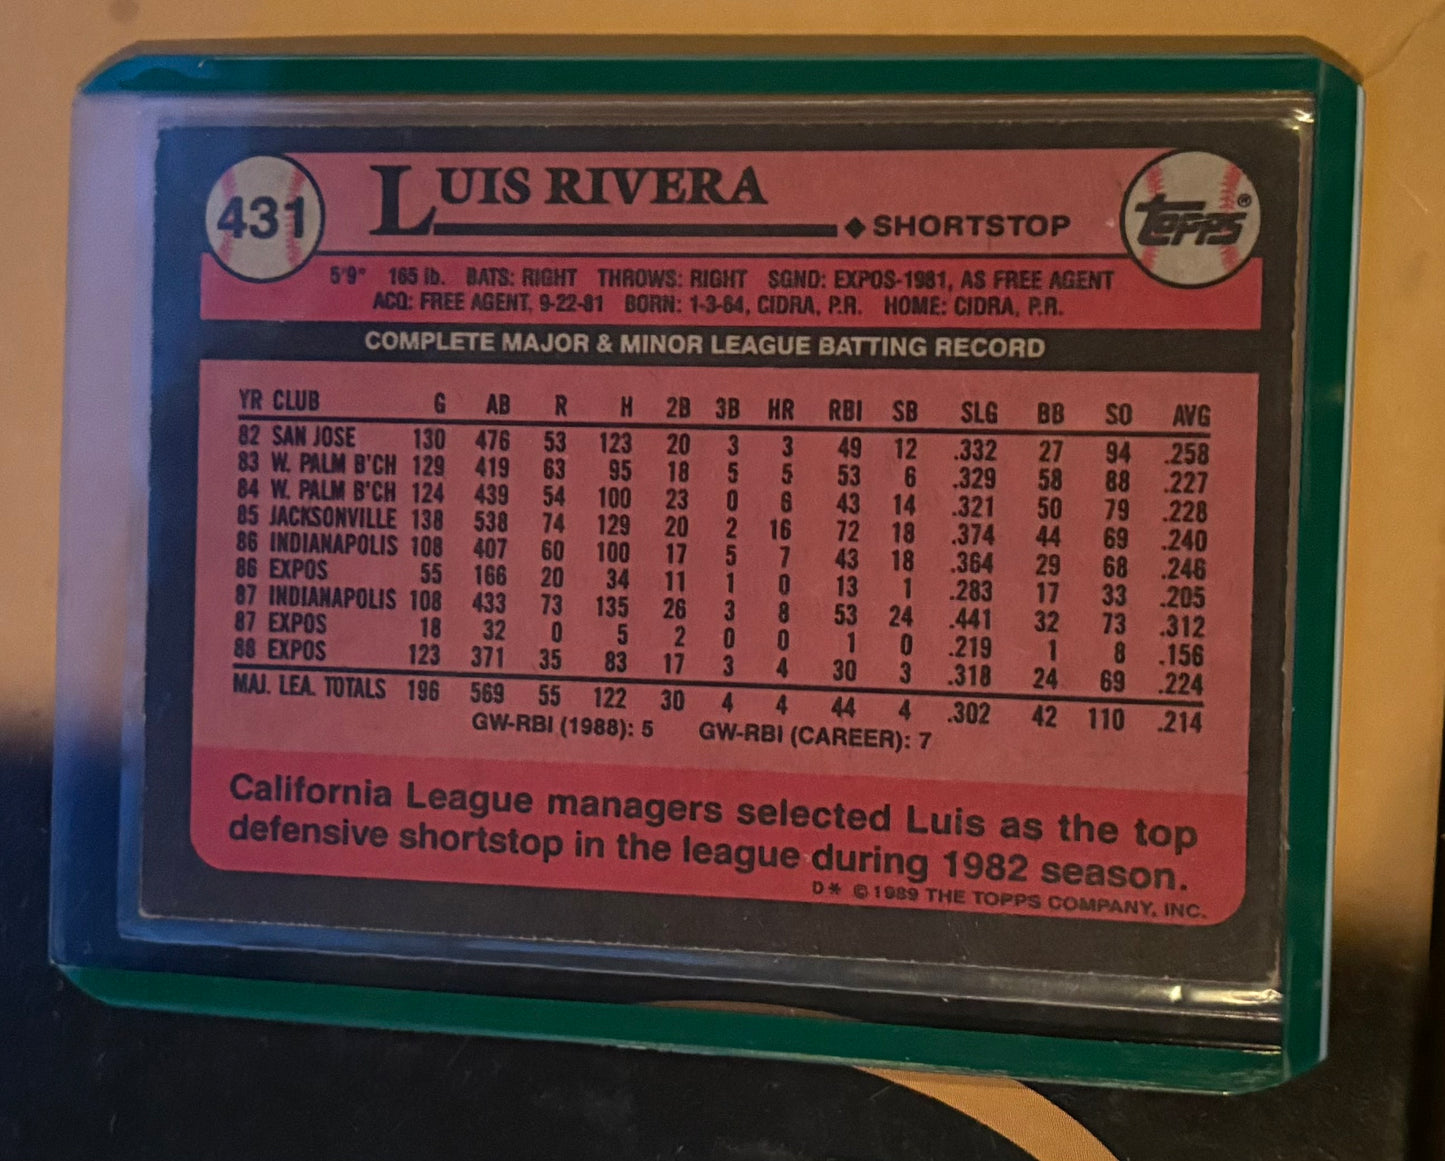 431 LUIS RIVERA
◆ SHORTSTOP
TOPPS®
5'9" 165 lb. BATS: RIGHT THROWS: RIGHT SGND: EXPOS-1981, AS FREE AGENT
ACQ: FREE AGENT, 9-22-81 BORN: 1-3-64, CIDRA, P.R. HOME: CIDRA, P.R.
COMPLETE MAJOR & MINOR LEAGUE BATTING RECORD
YR CLUB G AB R H 2B 3B HR RBI SB SLG BB SO AVG
82 SAN JOSE 130 476 53 123 20 3 3 49 12 .332 27 94 .258
83 W. PALM B'CH 129 419 63 95 18 5 5 53 6 .329 58 88 .227
84 W. PALM B'CH 124 439 54 100 23 0 6 43 14 .321 50 79 .228
85 JACKSONVILLE 138 538 74 129 20 2 16 72 18 .374 44 69 .240
86 INDIANAPOLIS 108 407 60 100 17 5 7 43 18 .364 29 68 .246
86 EXPOS 55 166 20 34 11 1 0 13 1 .283 17 33 .205
87 INDIANAPOLIS 108 433 73 135 26 3 8 53 24 .441 32 73 .312
87 EXPOS 18 32 0 5 2 0 0 1 0 .219 1 8 .156
88 EXPOS 123 371 35 83 17 3 4 30 3 .318 24 69 .224
MAJ. LEA. TOTALS 196 569 55 122 30 4 4 44 4 .302 42 110 .214
GW-RBI (1988): 5 GW-RBI (CAREER): 7
California League managers selected Luis as the top
defensive shortstop in the league during 1982 season.
D* © 1989 THE TOPPS COMPANY, INC.